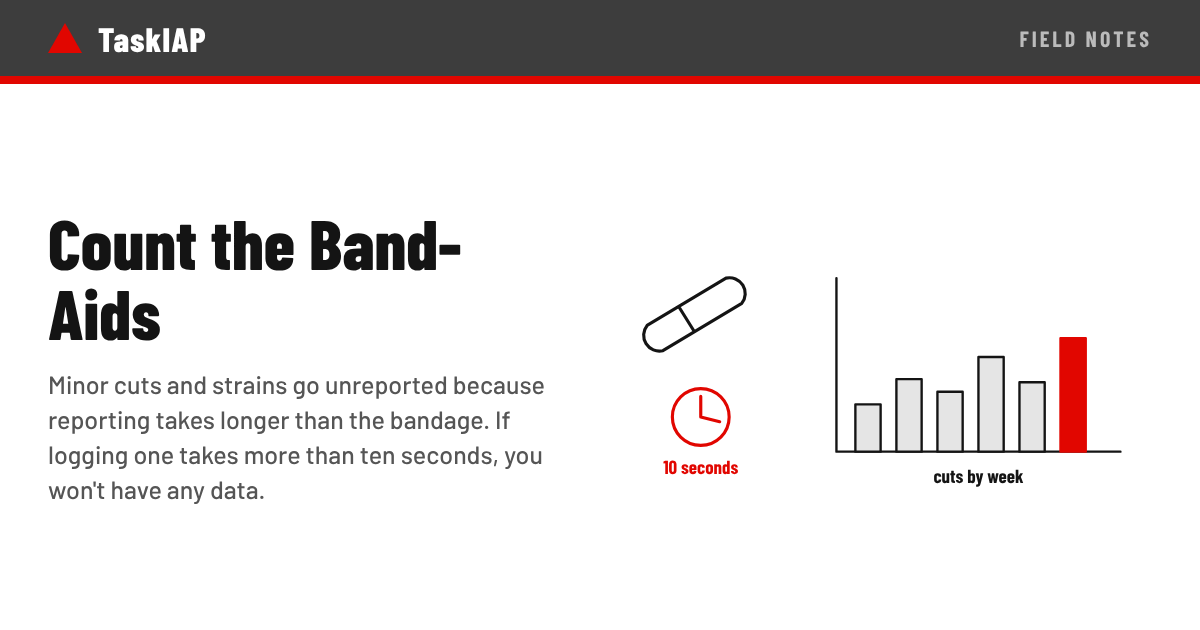 TaskIAP
FIELD NOTES
Count the Band-
Aids
Minor cuts and strains go unreported because
reporting takes longer than the bandage. If
logging one takes more than ten seconds, you
won't have any data.
10 seconds
cuts by week